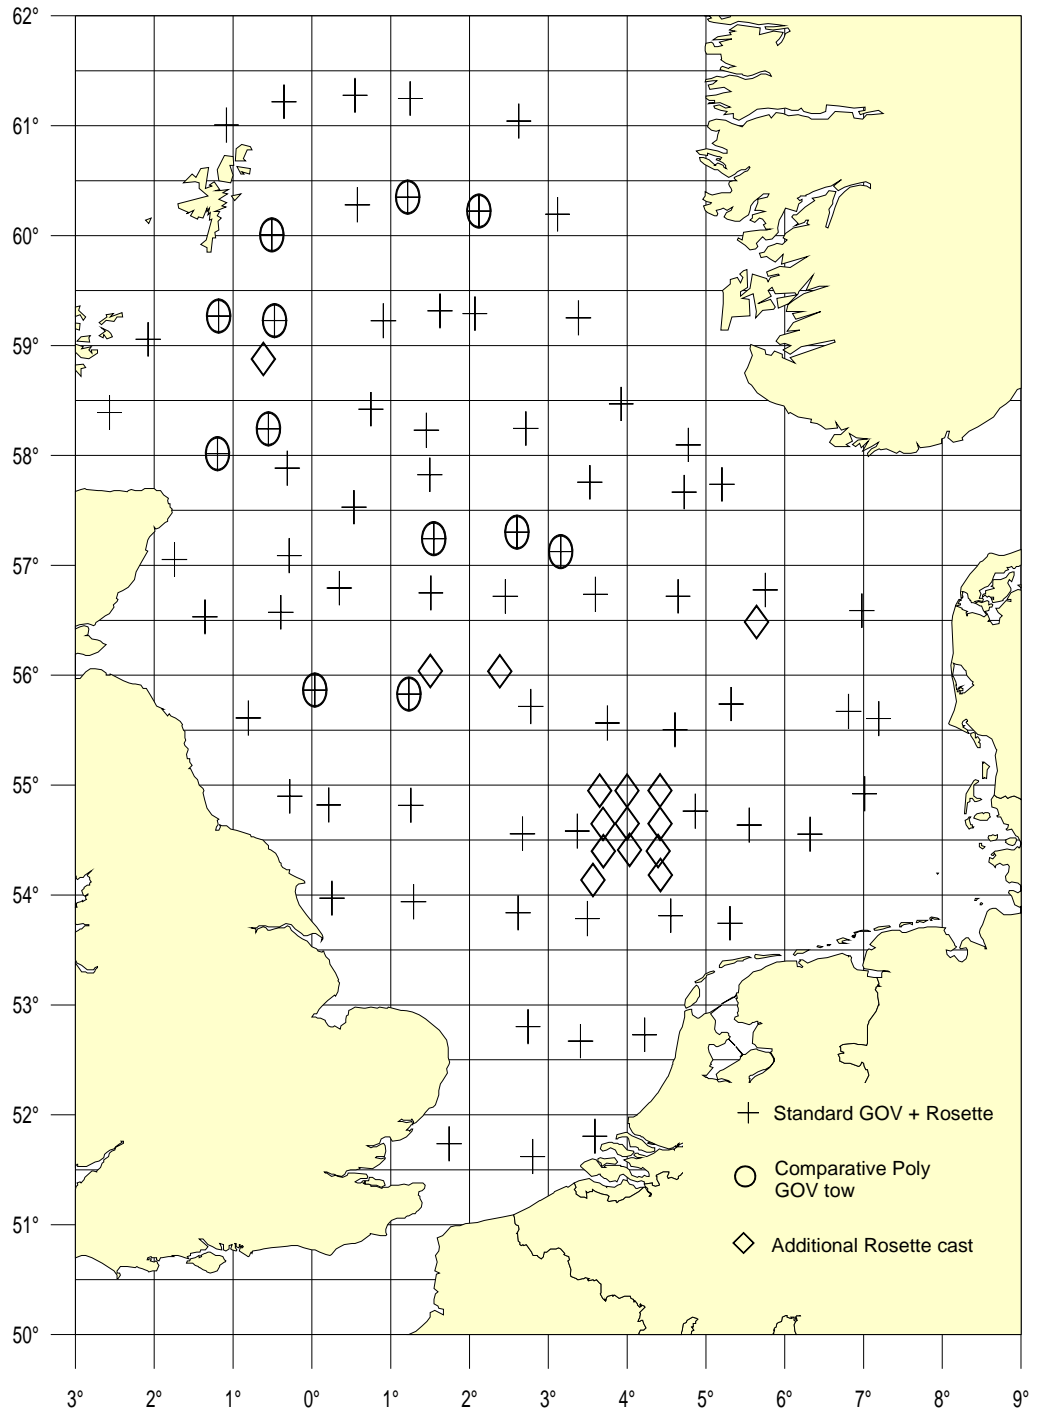 62°
61°
60°
59°
58°
57°
56°
55°
54°
53°
52°
51°
50°
Standard GOV + Rosette
Comparative Poly
GOV tow
Additional Rosette cast
3° 2° 1° 0° 1° 2° 3° 4° 5° 6° 7° 8° 9°